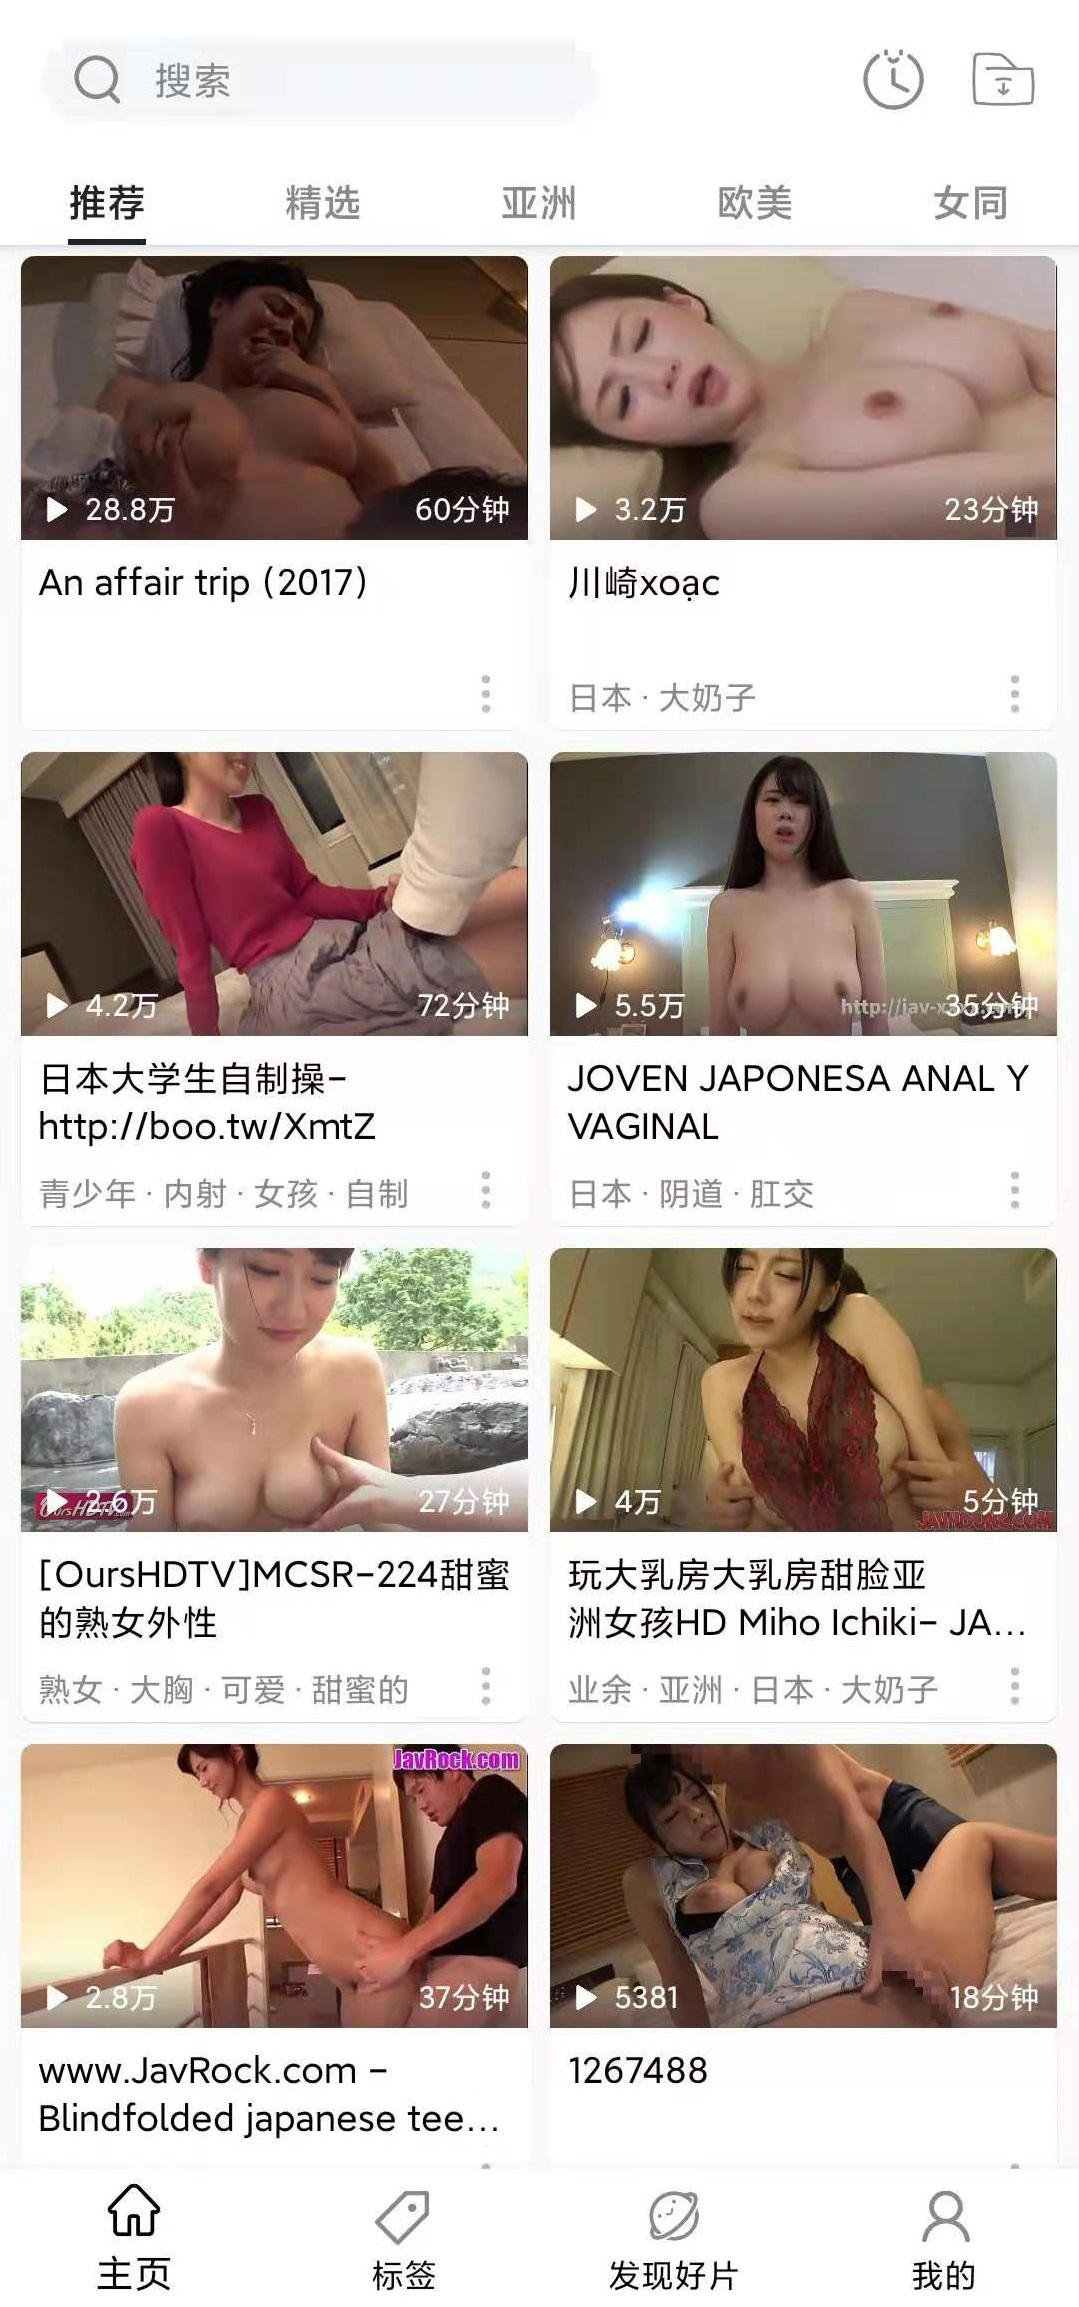 搜索
推荐 精选 亚洲 欧美 女同
28.8万 60分钟
An affair trip (2017)
3.2万 23分钟
川崎xoạc
日本 · 大奶子
4.2万 72分钟
日本大学生自制操-
http://boo.tw/XmtZ
青少年 · 内射 · 女孩 · 自制
5.5万 35分钟
JOVEN JAPONESA ANAL Y
VAGINAL
日本 · 阴道 · 肛交
OursHDTV.com
2.6万 27分钟
[OursHDTV]MCSR-224甜蜜
的熟女外性
熟女 · 大胸 · 可爱 · 甜蜜的
4万 5分钟
玩大乳房大乳房甜脸亚
洲女孩HD Miho Ichiki- JA...
业余 · 亚洲 · 日本 · 大奶子
JavRock.com
2.8万 37分钟
www.JavRock.com -
Blindfolded japanese tee...
5381 18分钟
1267488
主页 标签 发现好片 我的